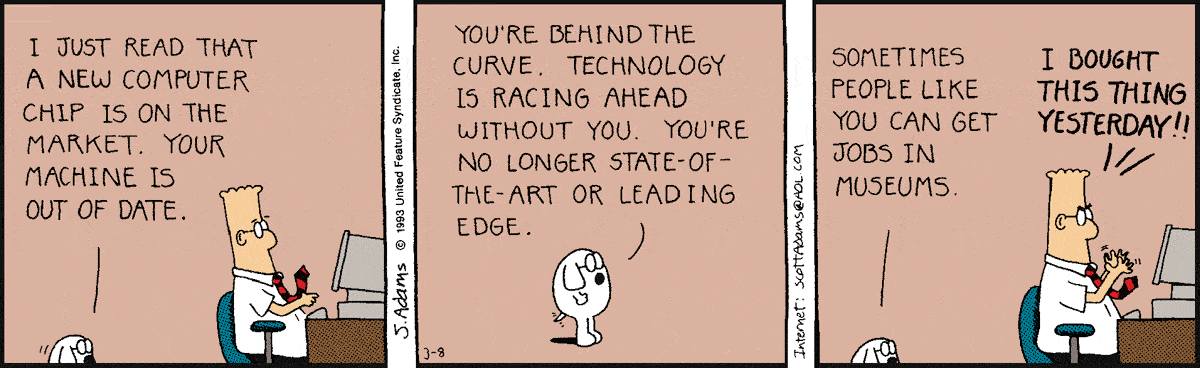 I JUST READ THAT
A NEW COMPUTER
CHIP IS ON THE
MARKET. YOUR
MACHINE IS
OUT OF DATE.
S. Adams © 1993 United Feature Syndicate, Inc.
YOU'RE BEHIND THE
CURVE. TECHNOLOGY
IS RACING AHEAD
WITHOUT YOU. YOU'RE
NO LONGER STATE-OF-
THE-ART OR LEADING
EDGE.
3-8
Internet: SCOTTADAMS@AOL.COM
SOMETIMES
PEOPLE LIKE
YOU CAN GET
JOBS IN
MUSEUMS.
I BOUGHT
THIS THING
YESTERDAY!!